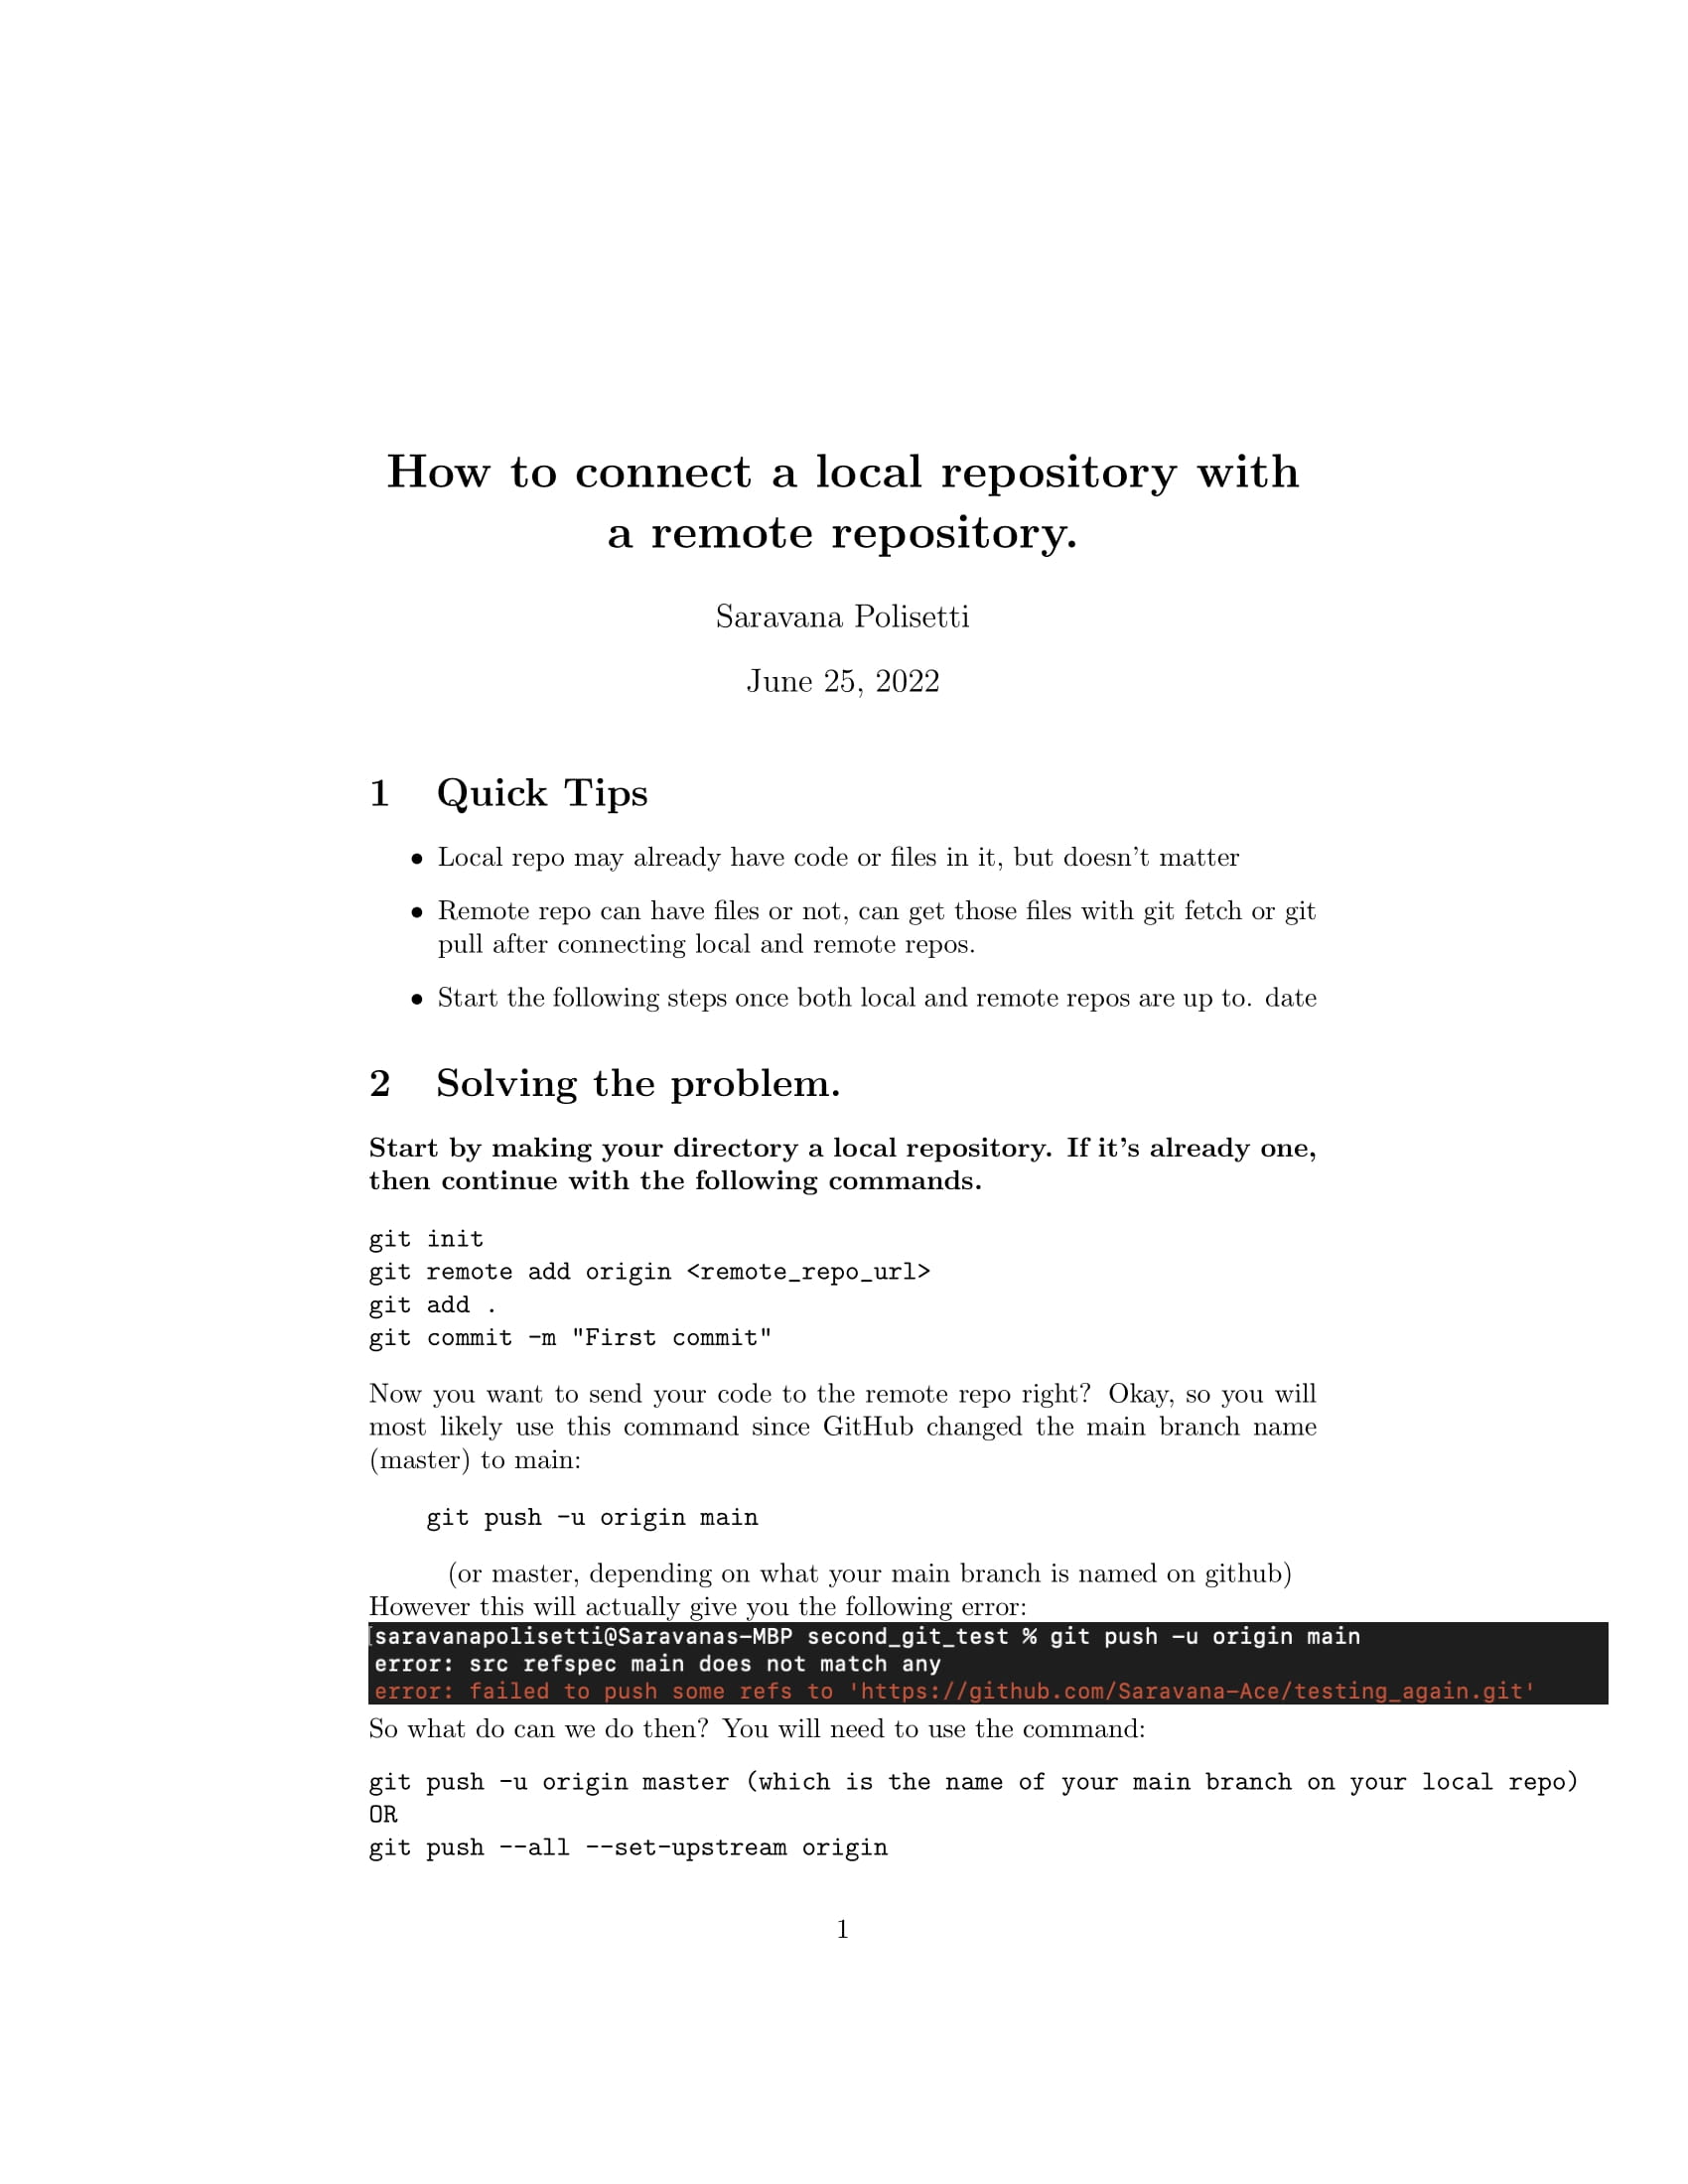 How to connect a local repository with
a remote repository.
Saravana Polisetti
June 25, 2022
1 Quick Tips
• Local repo may already have code or files in it, but doesn't matter
• Remote repo can have files or not, can get those files with git fetch or git
pull after connecting local and remote repos.
• Start the following steps once both local and remote repos are up to. date
2 Solving the problem.
Start by making your directory a local repository. If it's already one,
then continue with the following commands.
git init
git remote add origin <remote_repo_url>
git add .
git commit -m "First commit"
Now you want to send your code to the remote repo right? Okay, so you will
most likely use this command since GitHub changed the main branch name
(master) to main:
git push -u origin main
(or master, depending on what your main branch is named on github)
However this will actually give you the following error:
[saravanapolisetti@Saravanas-MBP second_git_test % git push -u origin main
error: src refspec main does not match any
error: failed to push some refs to 'https://github.com/Saravana-Ace/testing_again.git'
So what do can we do then? You will need to use the command:
git push -u origin master (which is the name of your main branch on your local repo)
OR
git push --all --set-upstream origin
1